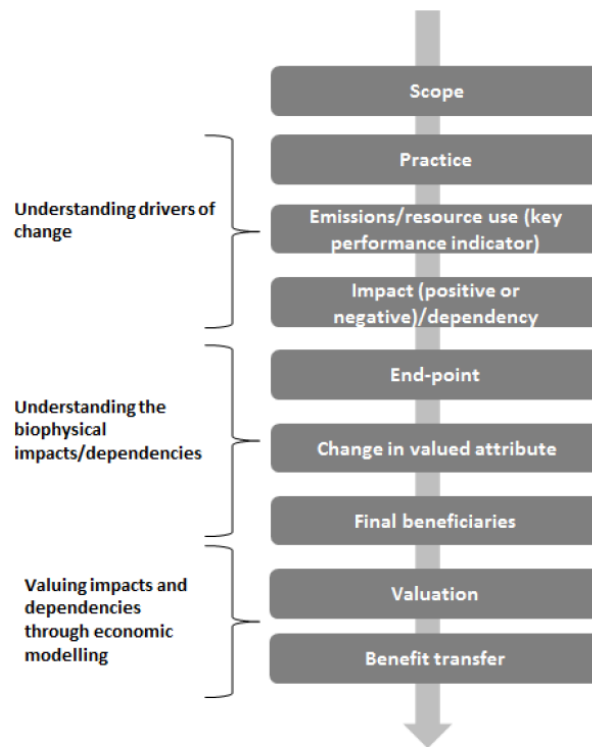 Scope
Understanding drivers of
change
Practice
Emissions/resource use (key
performance indicator)
Impact (positive or
negative)/dependency
Understanding the
biophysical
impacts/dependencies
End-point
Change in valued attribute
Final beneficiaries
Valuing impacts and
dependencies
through economic
modelling
Valuation
Benefit transfer